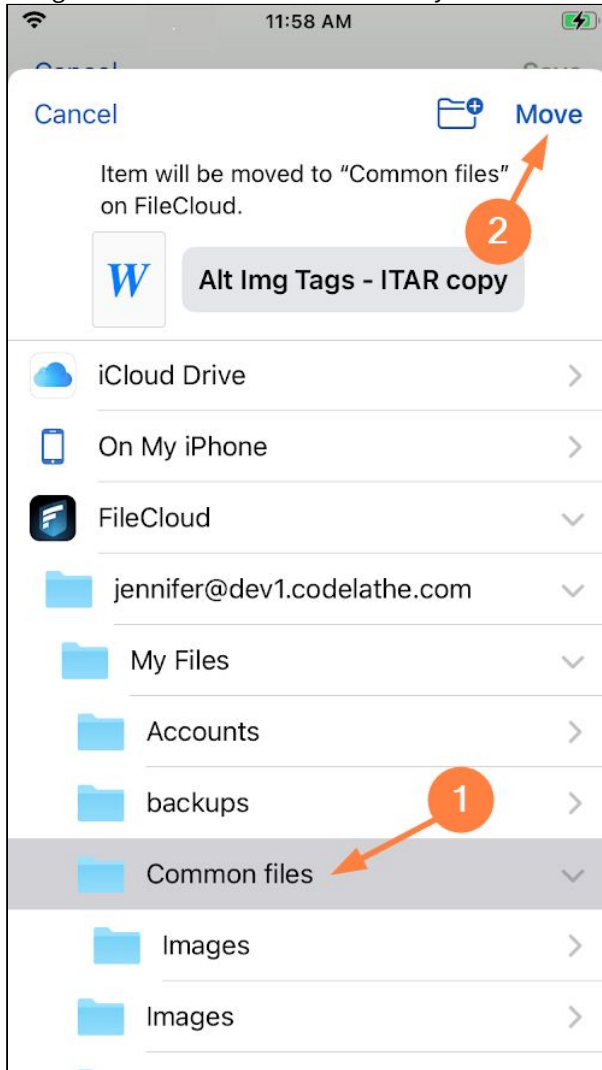 11:58 AM
Cancel
Cancel
Move
Item will be moved to “Common files”
on FileCloud.
2
W
Alt Img Tags - ITAR copy
iCloud Drive
On My iPhone
FileCloud
jennifer@dev1.codelathe.com
My Files
Accounts
backups
1
Common files
Images
Images